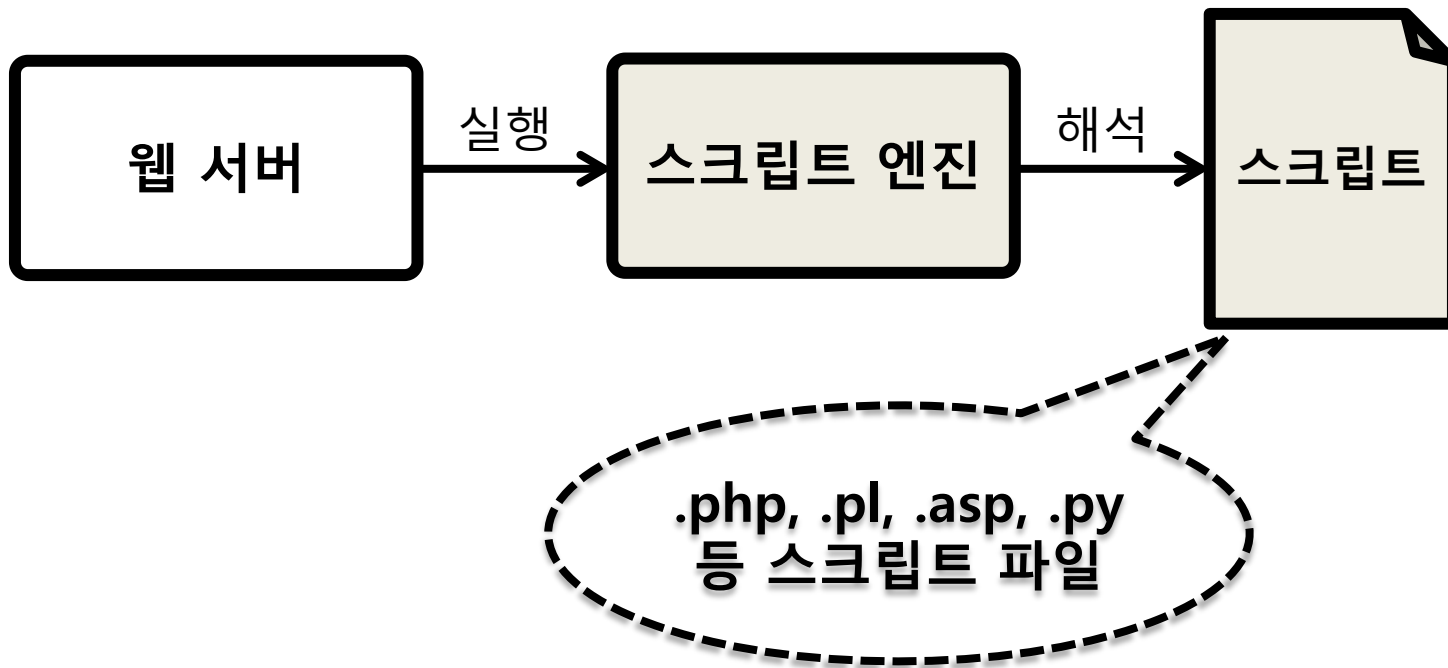 웹 서버
실행
스크립트 엔진
해석
스크립트
.php, .pl, .asp, .py
등 스크립트 파일